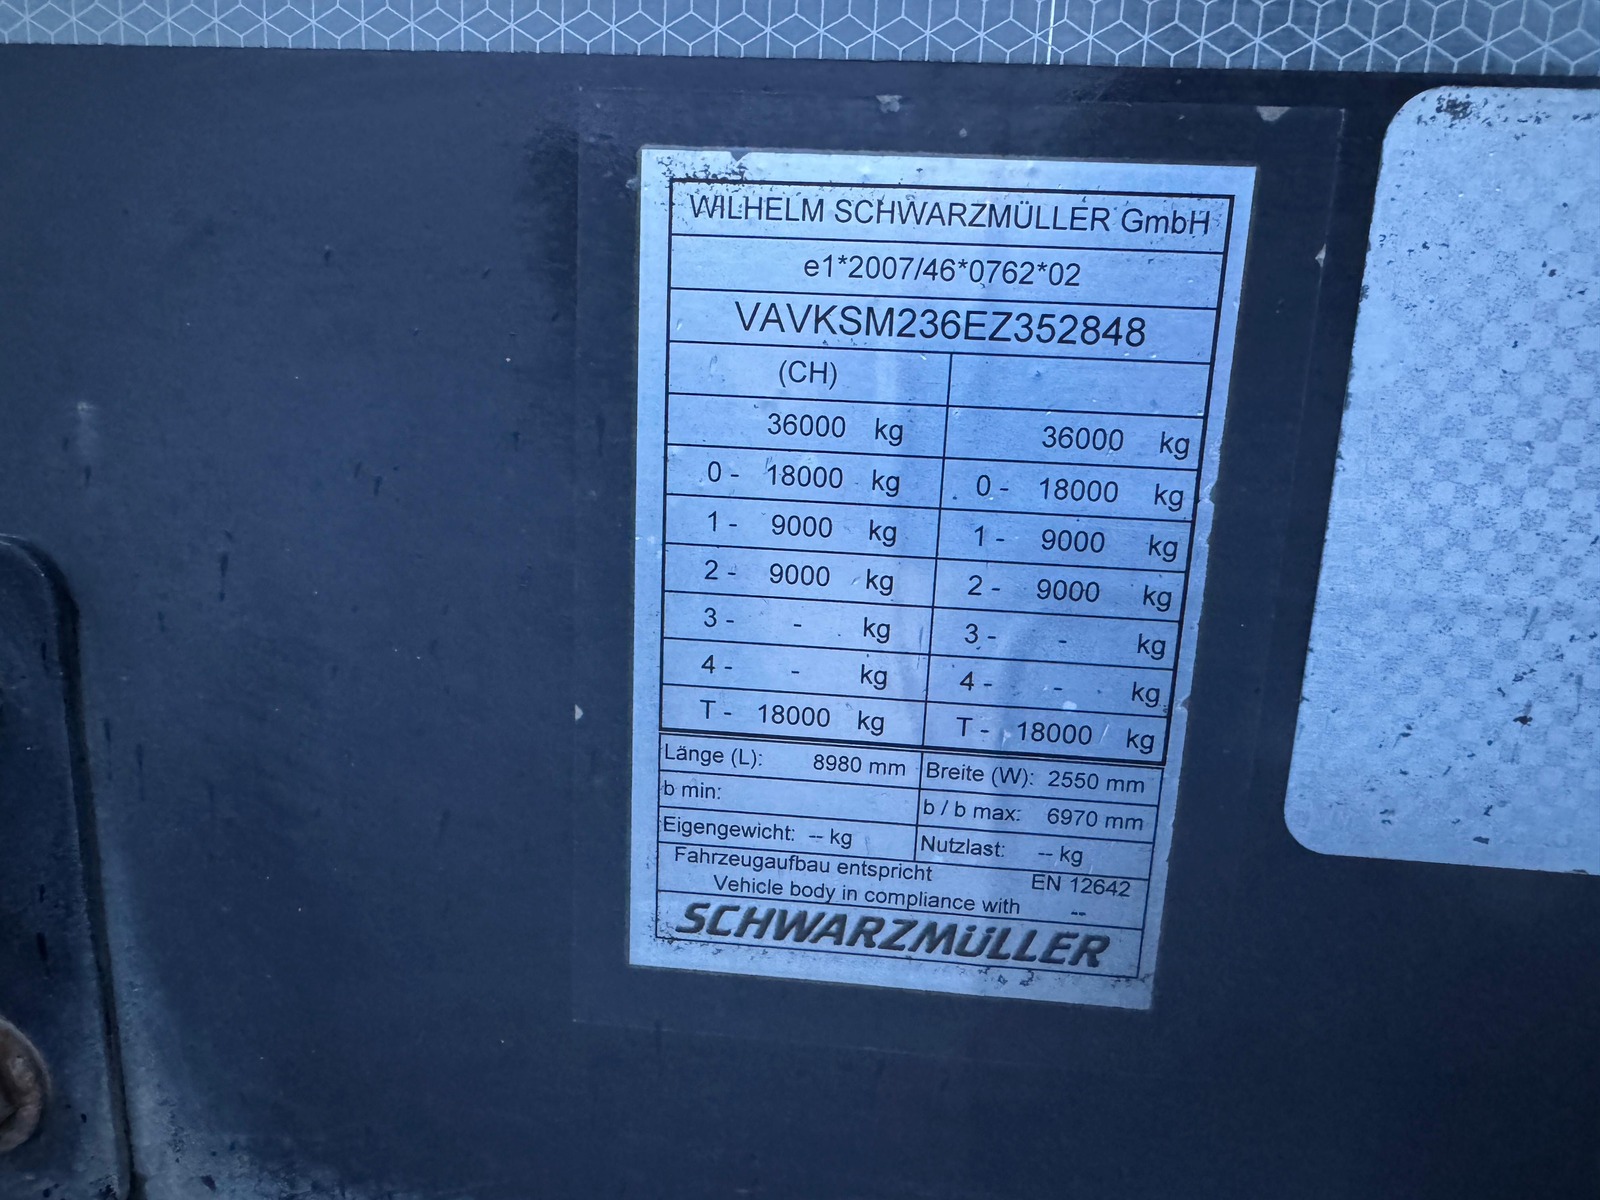 WILHELM SCHWARZMÜLLER GmbH
e1*2007/46*0762*02
VAVKSM236EZ352848
(CH)
36000 kg 36000 kg
0 - 18000 kg 0 - 18000 kg
1 - 9000 kg 1 - 9000 kg
2 - 9000 kg 2 - 9000 kg
3 - - kg 3 - - kg
4 - - kg 4 - - kg
T - 18000 kg T - 18000 kg
Länge (L): 8980 mm Breite (W): 2550 mm
b min: b / b max: 6970 mm
Eigengewicht: -- kg Nutzlast: -- kg
Fahrzeugaufbau entspricht EN 12642
Vehicle body in compliance with --
SCHWARZMÜLLER